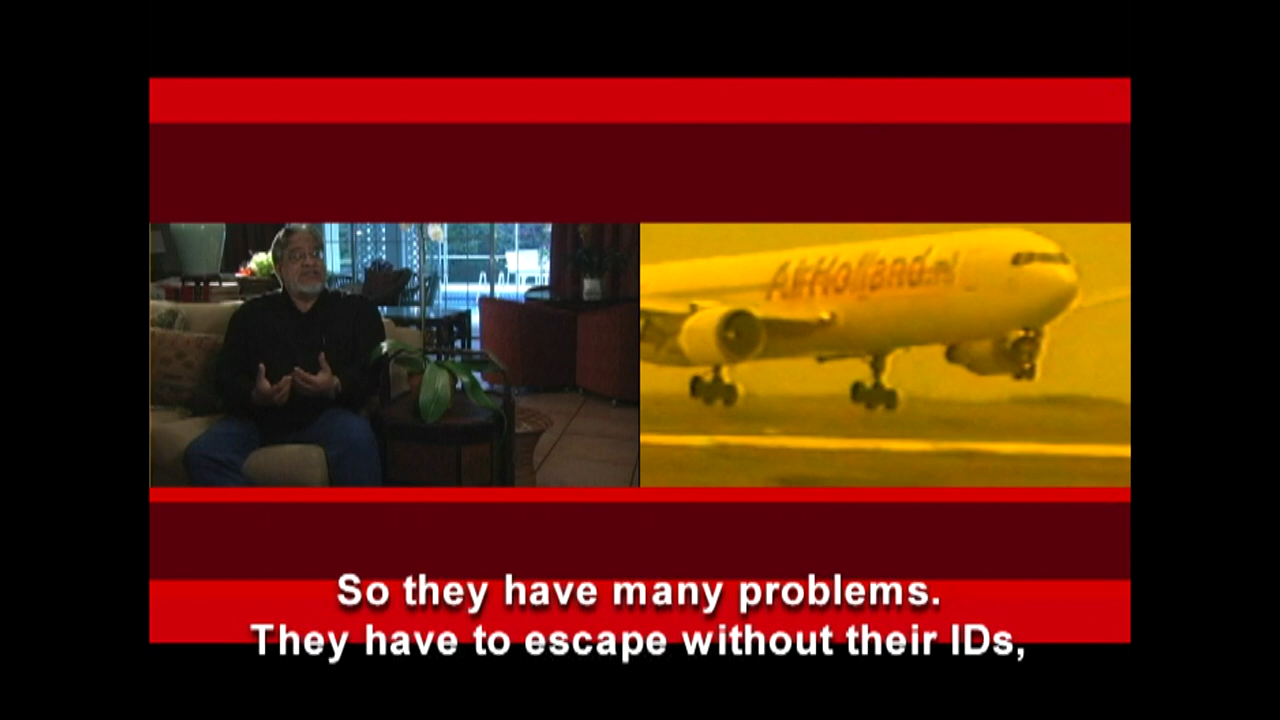 AirHolland.nl
So they have many problems.
They have to escape without their IDs,